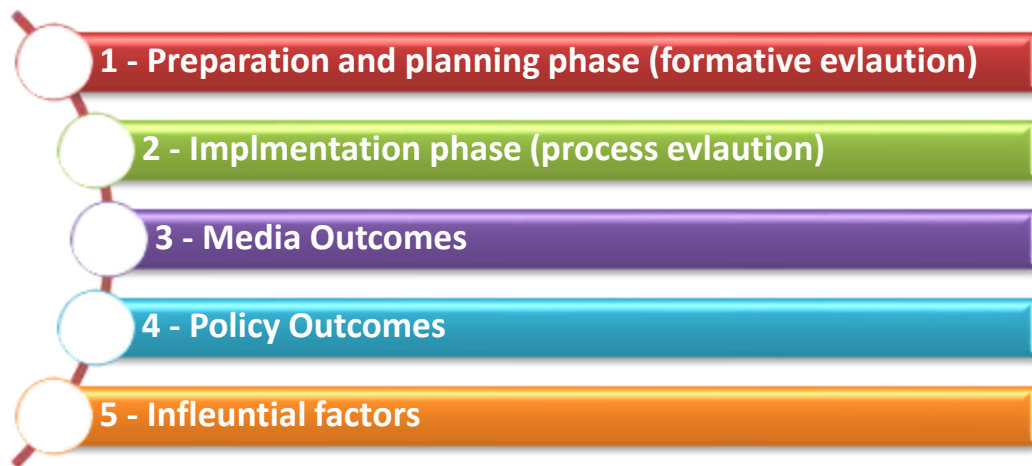 1 - Preparation and planning phase (formative evlaution)
2 - Implmentation phase (process evlaution)
3 - Media Outcomes
4 - Policy Outcomes
5 - Infleuntial factors